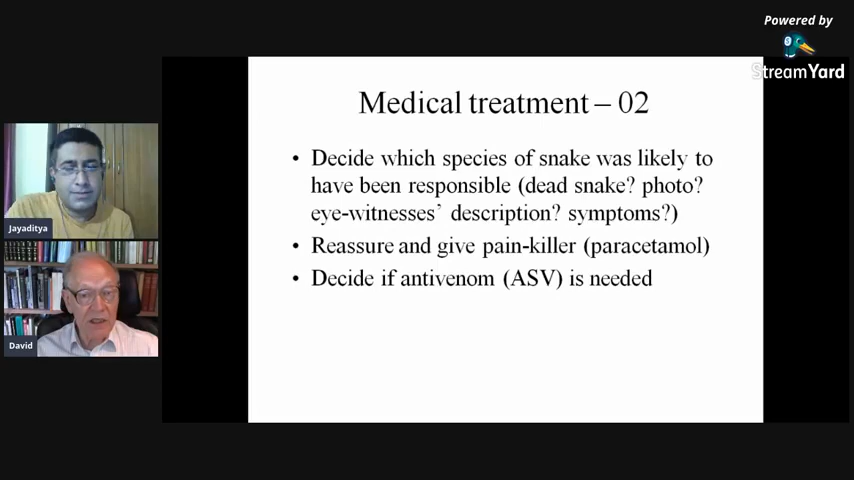 Powered by
StreamYard
Medical treatment – 02
• Decide which species of snake was likely to
have been responsible (dead snake? photo?
eye-witnesses’ description? symptoms?)
• Reassure and give pain-killer (paracetamol)
• Decide if antivenom (ASV) is needed
Jayaditya
David